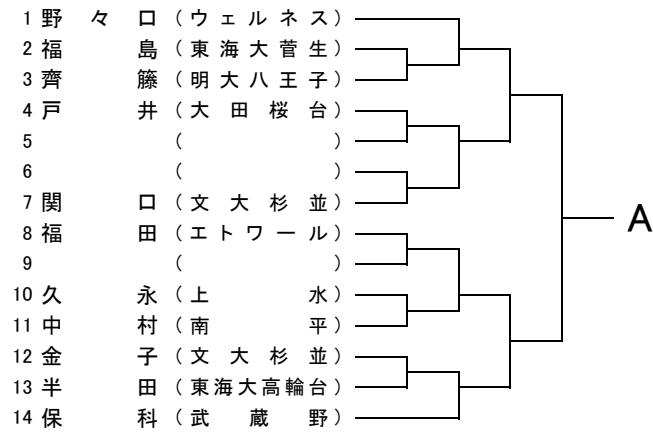 1 野々口（ウェルネス）
2 福島（東海大菅生）
3 齊籐（明大八王子）
4 戸井（大田桜台）
5 （ ）
6 （ ）
7 関口（文大杉並）
8 福田（エトワール）
9 （ ）
10 久永（上水）
11 中村（南平）
12 金子（文大杉並）
13 半田（東海大高輪台）
14 保科（武蔵野）
A